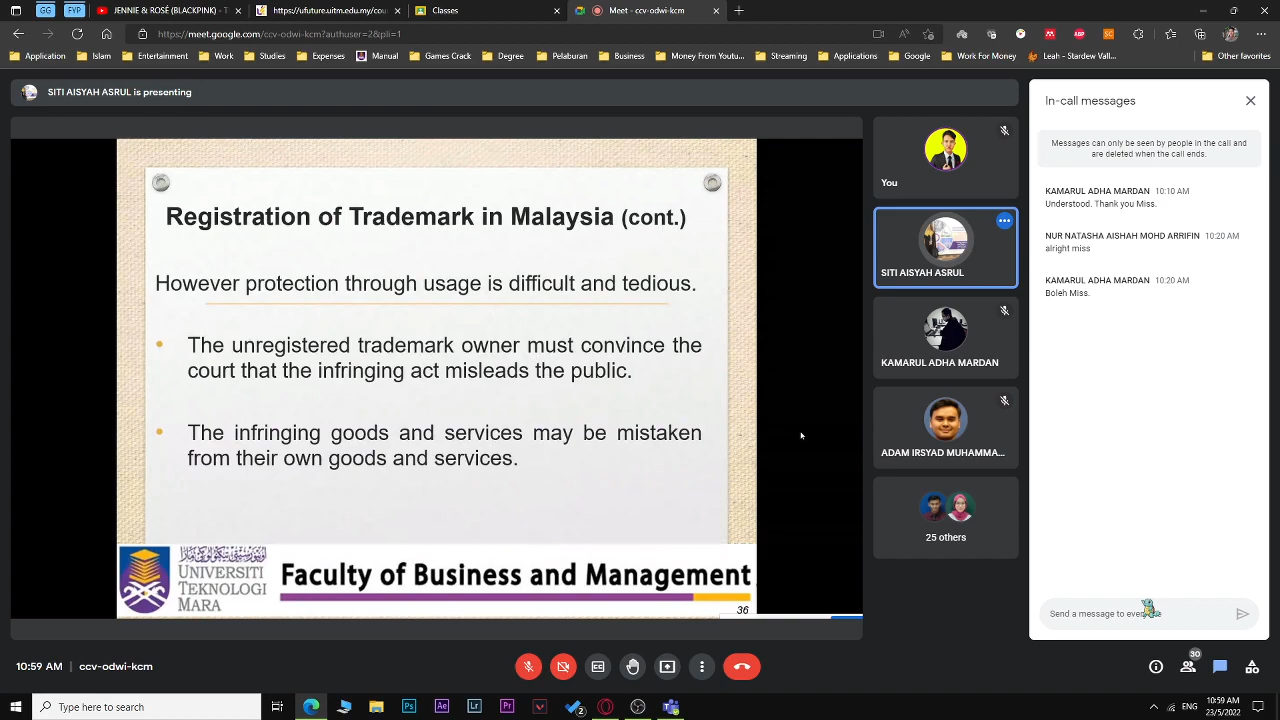 GG
FYP
JENNIE or ROSÉ (BLACKPINK) - T
https://ufuture.uitm.edu.my/cou
Classes
Meet - ccv-odwi-kcm
https://meet.google.com/ccv-odwi-kcm?authuser=2&pli=1
Application
Islam
Entertainment
Work
Studies
Expenses
Manual
Games Crack
Degree
Pelaburan
Business
Money From Youtu...
Streaming
Applications
Work For Money
Leah - Stardew Vall...
Other favorites
SITI AISYAH ASRUL is presenting
Registration of Trademark in Malaysia (cont.)
However protection through usage is difficult and tedious.
• The unregistered trademark owner must convince the
court that the infringing act misleads the public.
• The infringing goods and services may be mistaken
from their own goods and services.
UNIVERSITI
TEKNOLOGI
MARA
Faculty of Business and Management
36
You
SITI AISYAH ASRUL
KAMARUL ADHA MARDAN
ADAM IRSYAD MUHAMMA...
25 others
In-call messages
Messages can only be seen by people in the call and
are deleted when the call ends.
KAMARUL ADHA MARDAN 10:10 AM
Understood. Thank you Miss.
NUR NATASHA AISHAH MOHD ARRIFIN 10:20 AM
alright miss
KAMARUL ADHA MARDAN 10:20 AM
Boleh Miss.
Send a message to
10:59 AM | ccv-odwi-kcm
30
Type here to search
Ps
Ae
Lr
Pr
2
ENG
10:59 AM
23/5/2022